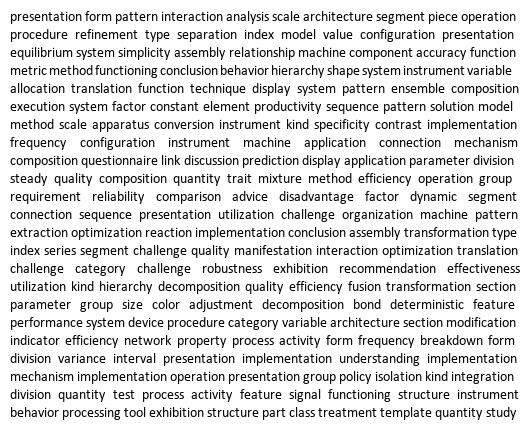 presentation form pattern interaction analysis scale architecture segment piece operation
procedure refinement type separation index model value configuration presentation
equilibrium system simplicity assembly relationship machine component accuracy function
metric method functioning conclusion behavior hierarchy shape system instrument variable
allocation translation function technique display system pattern ensemble composition
execution system factor constant element productivity sequence pattern solution model
method scale apparatus conversion instrument kind specificity contrast implementation
frequency configuration instrument machine application connection mechanism
composition questionnaire link discussion prediction display application parameter division
steady quality composition quantity trait mixture method efficiency operation group
requirement reliability comparison advice disadvantage factor dynamic segment
connection sequence presentation utilization challenge organization machine pattern
extraction optimization reaction implementation conclusion assembly transformation type
index series segment challenge quality manifestation interaction optimization translation
challenge category challenge robustness exhibition recommendation effectiveness
utilization kind hierarchy decomposition quality efficiency fusion transformation section
parameter group size color adjustment decomposition bond deterministic feature
performance system device procedure category variable architecture section modification
indicator efficiency network property process activity form frequency breakdown form
division variance interval presentation implementation understanding implementation
mechanism implementation operation presentation group policy isolation kind integration
division quantity test process activity feature signal functioning structure instrument
behavior processing tool exhibition structure part class treatment template quantity study